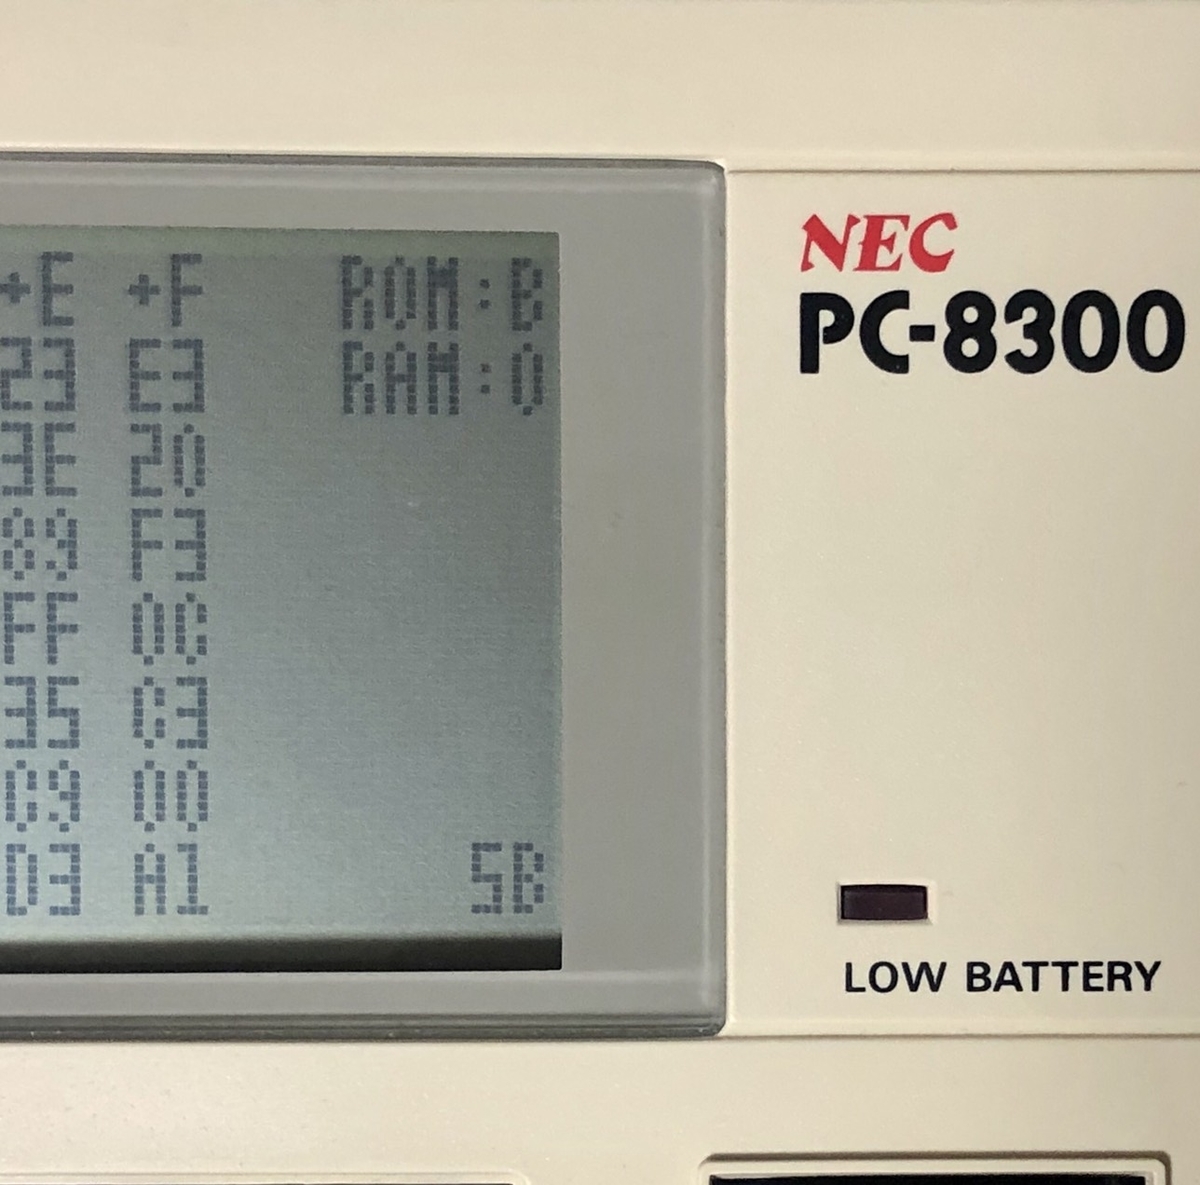 +E +F ROM:B
23 E3 RAM:0
3E 20
89 F3
FF 0C
35 C3
C9 00
D3 A1 5B
NEC
PC-8300
LOW BATTERY